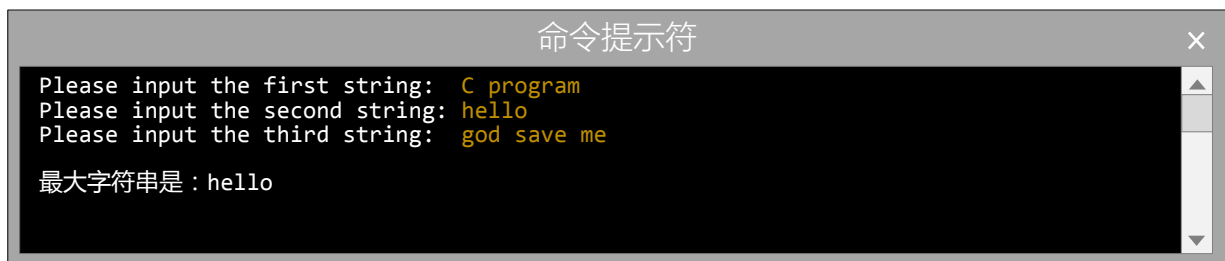 命令提示符
Please input the first string: C program
Please input the second string: hello
Please input the third string: god save me
最大字符串是：hello